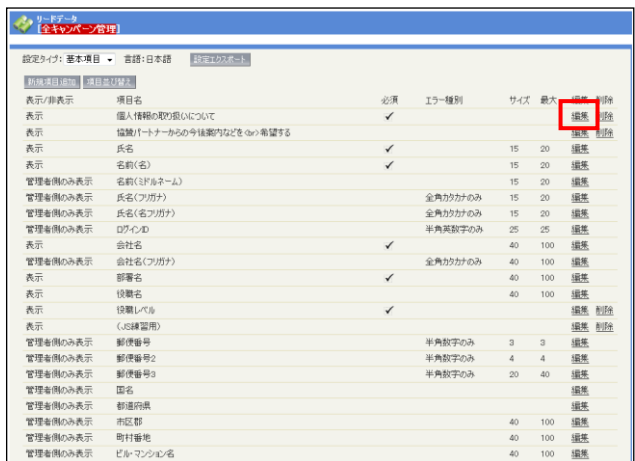 リードデータ
[全キャンペーン管理]
設定タイプ: 基本項目 言語:日本語 設定エクスポート
新規項目追加 項目並び替え
表示/非表示 項目名 必須 エラー種別 サイズ 最大 編集 削除
表示 個人情報の取り扱いについて ✓ 編集 削除
表示 協賛パートナーからの今後案内などを<br>希望する 編集 削除
表示 氏名 ✓ 15 20 編集
表示 名前(名) ✓ 15 20 編集
管理者側のみ表示 名前(ミドルネーム) 15 20 編集
管理者側のみ表示 氏名(フリガナ) 全角カタカナのみ 15 20 編集
管理者側のみ表示 氏名(名フリガナ) 全角カタカナのみ 15 20 編集
管理者側のみ表示 ログインID 半角英数字のみ 25 25 編集
表示 会社名 ✓ 40 100 編集
管理者側のみ表示 会社名(フリガナ) 全角カタカナのみ 40 100 編集
表示 部署名 ✓ 40 100 編集
表示 役職名 40 100 編集
表示 役職レベル ✓ 編集 削除
表示 (JS練習用) 編集 削除
管理者側のみ表示 郵便番号 半角数字のみ 3 3 編集
管理者側のみ表示 郵便番号2 半角数字のみ 4 4 編集
管理者側のみ表示 郵便番号3 半角数字のみ 20 40 編集
管理者側のみ表示 国名 編集
管理者側のみ表示 都道府県 編集
管理者側のみ表示 市区郡 40 100 編集
管理者側のみ表示 町村番地 40 100 編集
管理者側のみ表示 ビル・マンション名 40 100 編集